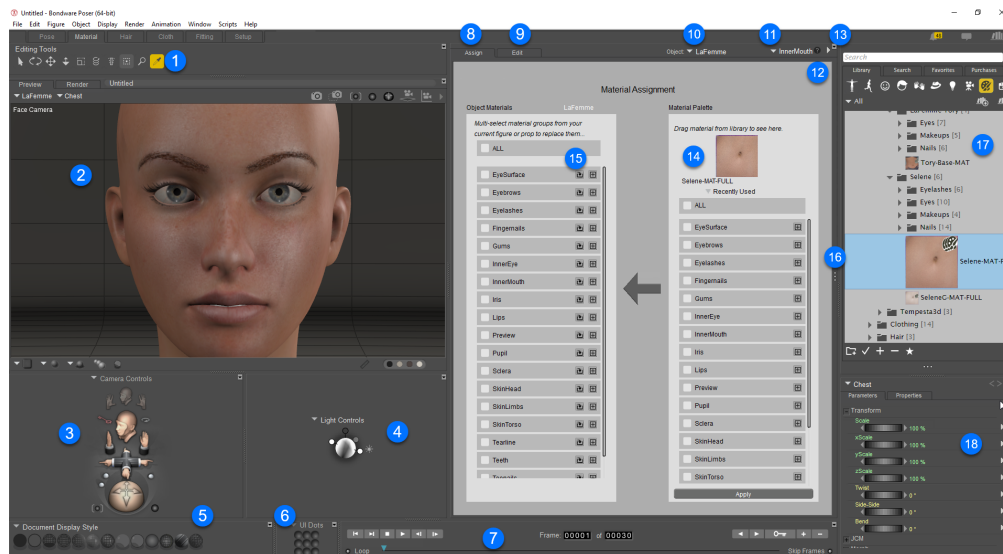 Untitled - Bondware Poser (64-bit)
File Edit Figure Object Display Render Animation Window Scripts Help
Pose Material Hair Cloth Fitting Setup
Editing Tools
1
Preview Render Untitled
LaFemme Chest
Face Camera
2
Camera Controls
3
Light Controls
4
Document Display Style
5
6
UI Dots
7
Loop
Frame: 00001 of 00030
Skip Frames
8
9
Assign Edit
10
11
Object LaFemme
InnerMouth
12
13
Material Assignment
Object Materials LaFemme
Multi-select material groups from your
current figure or prop to replace them...
ALL
15
EyeSurface
Eyebrows
Eyelashes
Fingernails
Gums
InnerEye
InnerMouth
Iris
Lips
Preview
Pupil
Sclera
SkinHead
SkinLimbs
SkinTorso
Tearline
Teeth
Material Palette
Drag material from library to see here.
14
Selene-MAT-FULL
Recently Used
ALL
EyeSurface
Eyebrows
Eyelashes
Fingernails
Gums
InnerEye
InnerMouth
Iris
Lips
Preview
Pupil
Sclera
SkinHead
SkinLimbs
SkinTorso
Apply
16
Search
Library Search Favorites Purchases
All
17
Eyes [7]
Makeups [5]
Nails [6]
Tory-Base-MAT
Selene [6]
Eyelashes [6]
Eyes [10]
Makeups [4]
Nails [14]
Selene-MAT-F
SeleneG-MAT-FULL
Tempesta3d [3]
Clothing [14]
Hair [3]
Chest
Parameters Properties
Transform
18
Scale
100 %
xScale
100 %
yScale
100 %
zScale
100 %
Twist
0 °
Side-Side
0 °
Bend
0 °
JCM